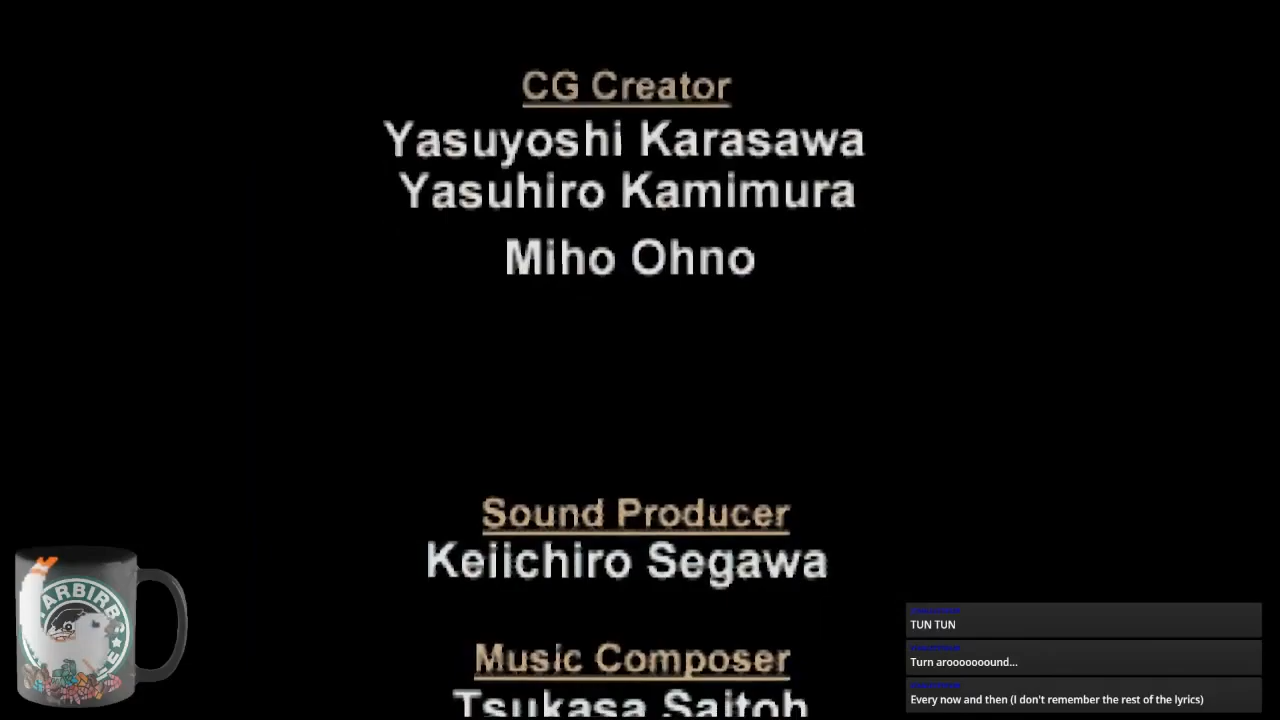 CG Creator
Yasuyoshi Karasawa
Yasuhiro Kamimura
Miho Ohno
Sound Producer
Keiichiro Segawa
Music Composer
Tsukasa Saitoh
TUN TUN
Turn aroooooooound...
Every now and then (I don't remember the rest of the lyrics)